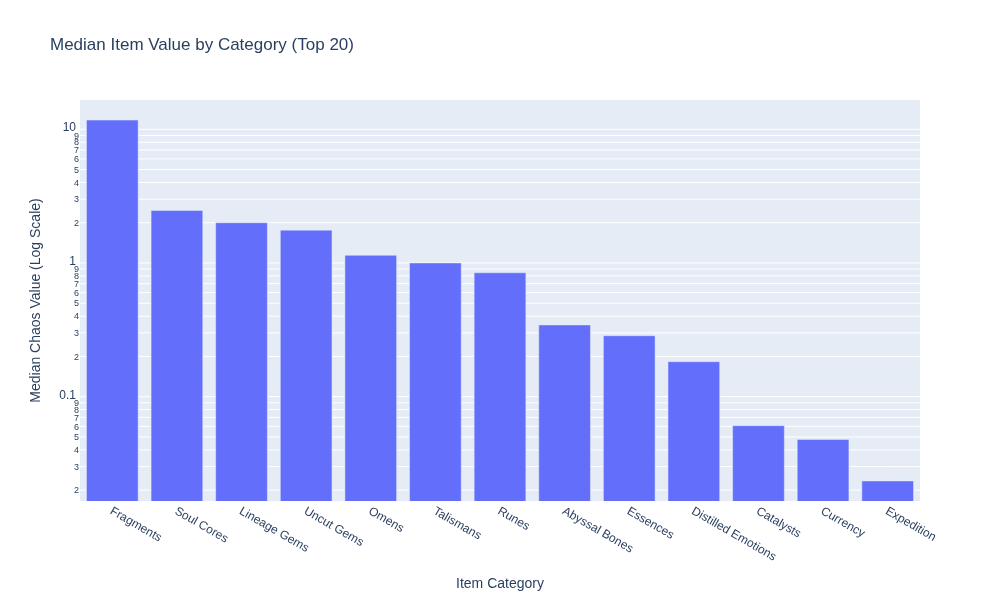 Median Item Value by Category (Top 20)
10
9
8
7
6
5
4
3
2
1
9
8
7
6
5
4
3
2
0.1
9
8
7
6
5
4
3
2
Median Chaos Value (Log Scale)
Fragments
Soul Cores
Lineage Gems
Uncut Gems
Omens
Talismans
Runes
Abyssal Bones
Essences
Distilled Emotions
Catalysts
Currency
Expedition
Item Category